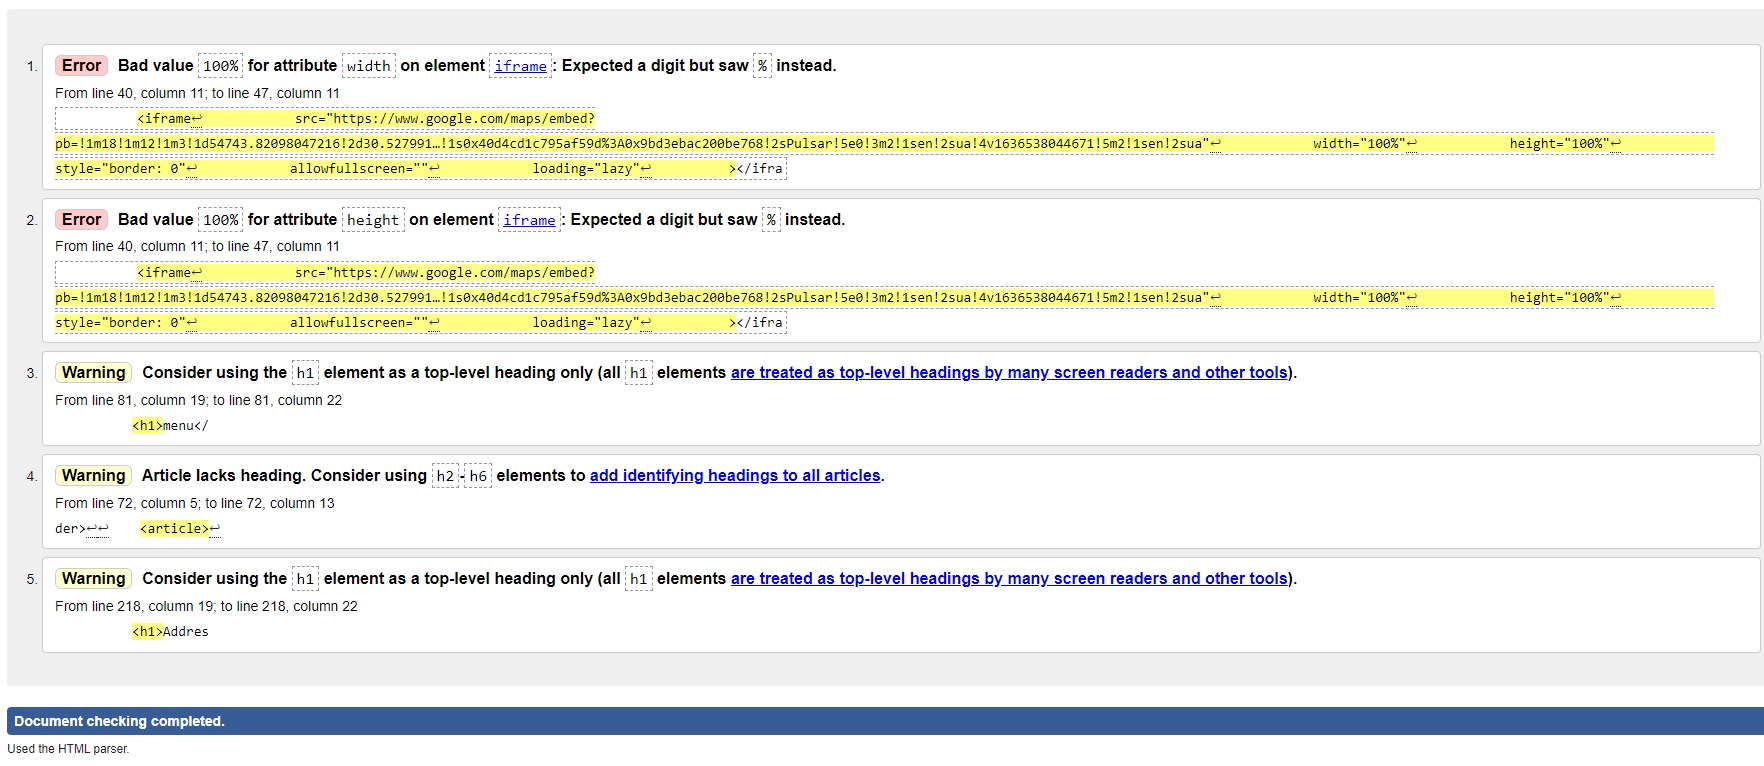 1. Error Bad value 100% for attribute width on element iframe: Expected a digit but saw % instead.
From line 40, column 11; to line 47, column 11
<iframe↩ src="https://www.google.com/maps/embed?
pb=!1m18!1m12!1m3!1d54743.82098047216!2d30.527991…!1s0x40d4cd1c795af59d%3A0x9bd3ebac200be768!2sPulsar!5e0!3m2!1sen!2sua!4v1636538044671!5m2!1sen!2sua"↩ width="100%"↩ height="100%"↩
style="border: 0"↩ allowfullscreen=""↩ loading="lazy"↩ ></ifra
2. Error Bad value 100% for attribute height on element iframe: Expected a digit but saw % instead.
From line 40, column 11; to line 47, column 11
<iframe↩ src="https://www.google.com/maps/embed?
pb=!1m18!1m12!1m3!1d54743.82098047216!2d30.527991…!1s0x40d4cd1c795af59d%3A0x9bd3ebac200be768!2sPulsar!5e0!3m2!1sen!2sua!4v1636538044671!5m2!1sen!2sua"↩ width="100%"↩ height="100%"↩
style="border: 0"↩ allowfullscreen=""↩ loading="lazy"↩ ></ifra
3. Warning Consider using the h1 element as a top-level heading only (all h1 elements are treated as top-level headings by many screen readers and other tools).
From line 81, column 19; to line 81, column 22
<h1>menu</
4. Warning Article lacks heading. Consider using h2-h6 elements to add identifying headings to all articles.
From line 72, column 5; to line 72, column 13
der>↩↩ <article>↩
5. Warning Consider using the h1 element as a top-level heading only (all h1 elements are treated as top-level headings by many screen readers and other tools).
From line 218, column 19; to line 218, column 22
<h1>Addres
Document checking completed.
Used the HTML parser.